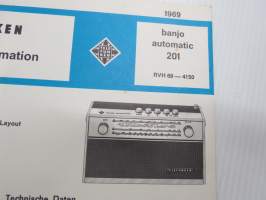 1969
KEN
banjo
automatic
201
mation
RVH 69 — 4150
Layout
Technische Daten